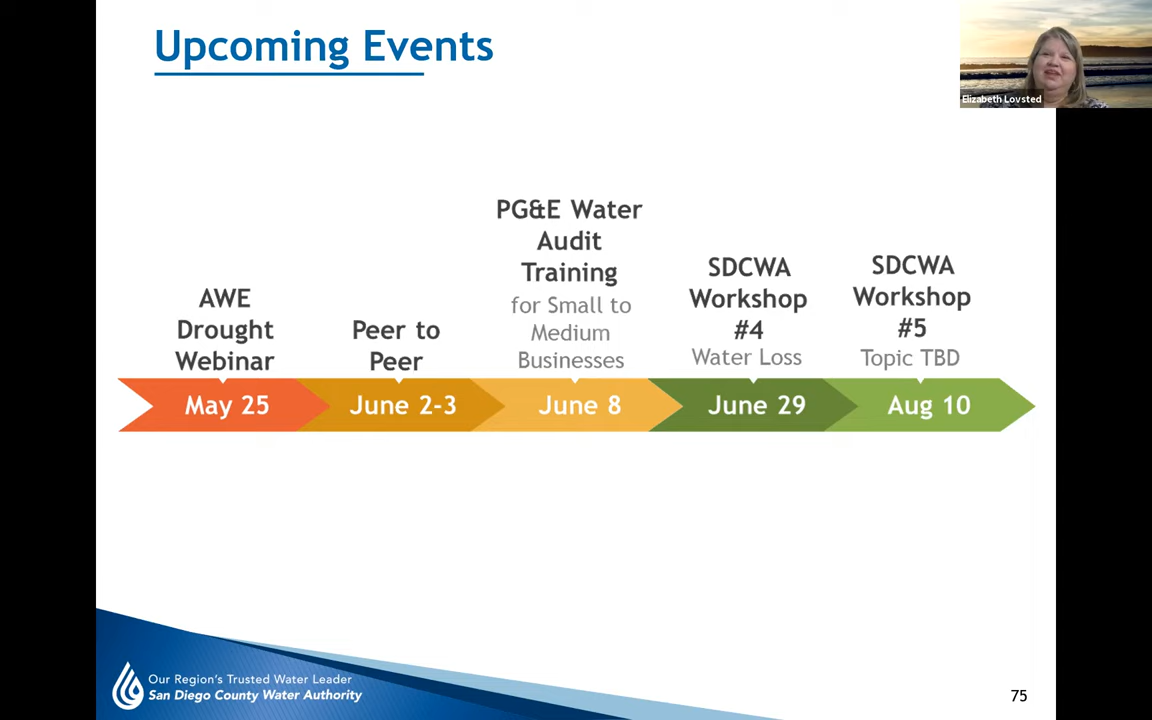 Upcoming Events
Elizabeth Lovsted
AWE
Drought
Webinar
May 25
Peer to
Peer
June 2-3
PG&E Water
Audit
Training
for Small to
Medium
Businesses
June 8
SDCWA
Workshop
#4
Water Loss
June 29
SDCWA
Workshop
#5
Topic TBD
Aug 10
Our Region's Trusted Water Leader
San Diego County Water Authority
75